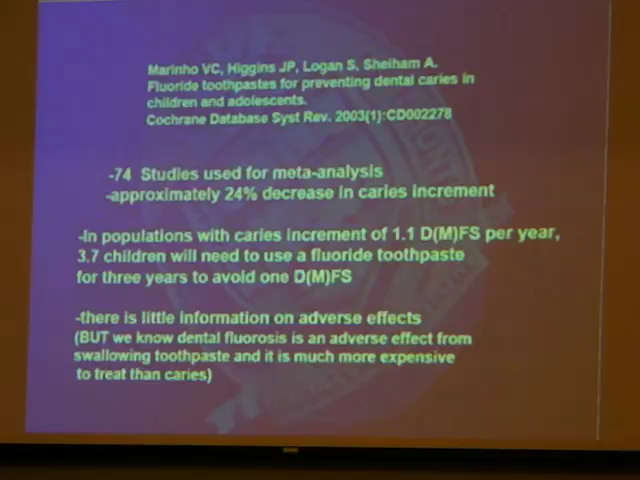 Marinho VC, Higgins JP, Logan S, Sheiham A.
Fluoride toothpastes for preventing dental caries in
children and adolescents.
Cochrane Database Syst Rev. 2003(1):CD002278
-74 Studies used for meta-analysis
-approximately 24% decrease in caries increment
-In populations with caries increment of 1.1 D(M)FS per year,
3.7 children will need to use a fluoride toothpaste
for three years to avoid one D(M)FS
-there is little information on adverse effects
(BUT we know dental fluorosis is an adverse effect from
swallowing toothpaste and it is much more expensive
to treat than caries)